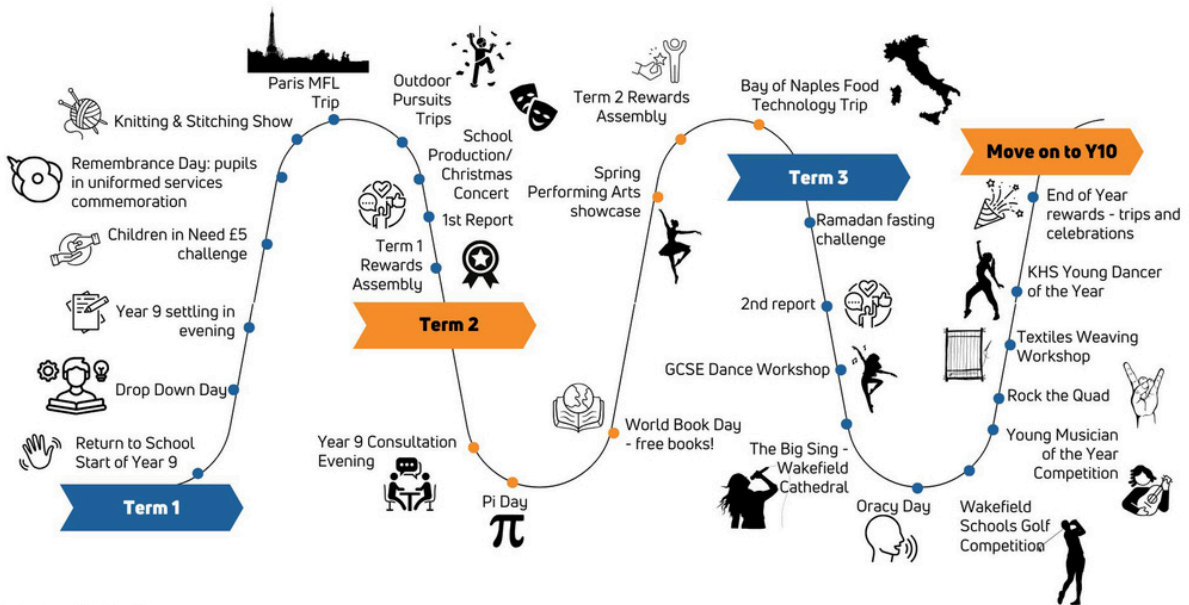 Term 1
Return to School
Start of Year 9
Drop Down Day
Year 9 settling in
evening
Children in Need £5
challenge
Remembrance Day: pupils
in uniformed services
commemoration
Knitting & Stitching Show
Paris MFL
Trip
Outdoor
Pursuits
Trips
School
Production/
Christmas
Concert
1st Report
Term 1
Rewards
Assembly
Term 2
Year 9 Consultation
Evening
Pi Day
π
World Book Day
- free books!
Spring
Performing Arts
showcase
Term 2 Rewards
Assembly
Bay of Naples Food
Technology Trip
Term 3
Ramadan fasting
challenge
2nd report
GCSE Dance Workshop
The Big Sing -
Wakefield
Cathedral
Oracy Day
Wakefield
Schools Golf
Competition
Young Musician
of the Year
Competition
Rock the Quad
Textiles Weaving
Workshop
KHS Young Dancer
of the Year
End of Year
rewards - trips and
celebrations
Move on to Y10